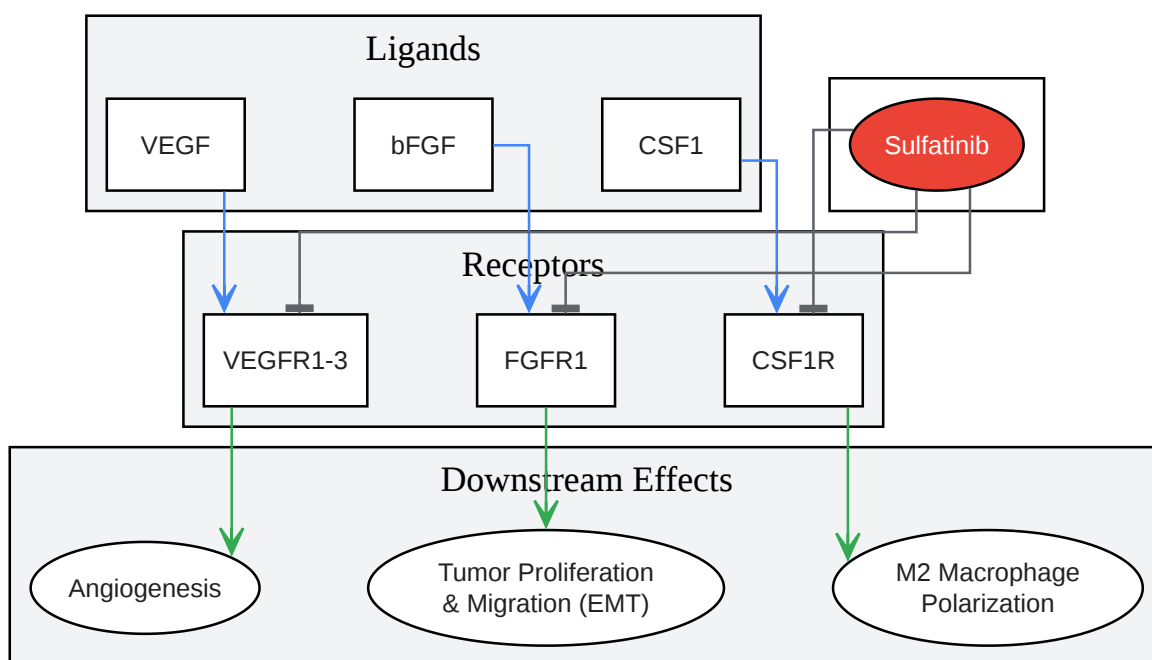 Ligands
VEGF
bFGF
CSF1
Sulfatinib
Receptors
VEGFR1-3
FGFR1
CSF1R
Downstream Effects
Angiogenesis
Tumor Proliferation
& Migration (EMT)
M2 Macrophage
Polarization